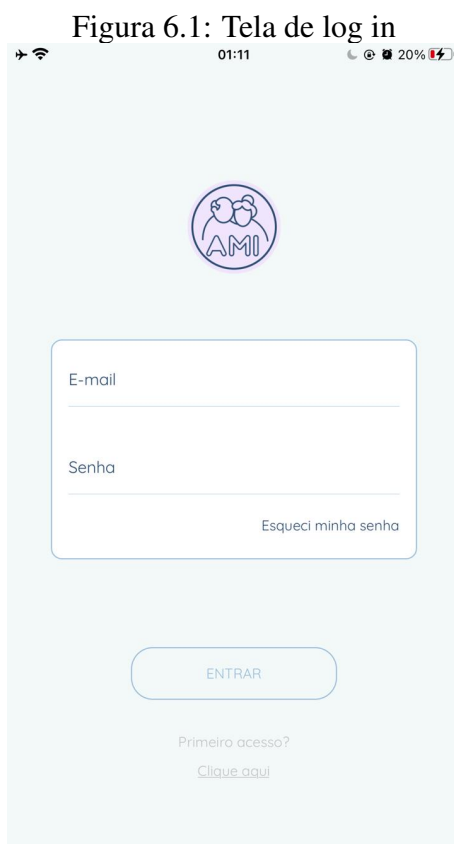 Figura 6.1: Tela de log in
01:11
20%
AMI
E-mail
Senha
Esqueci minha senha
ENTRAR
Primeiro acesso?
Clique aqui